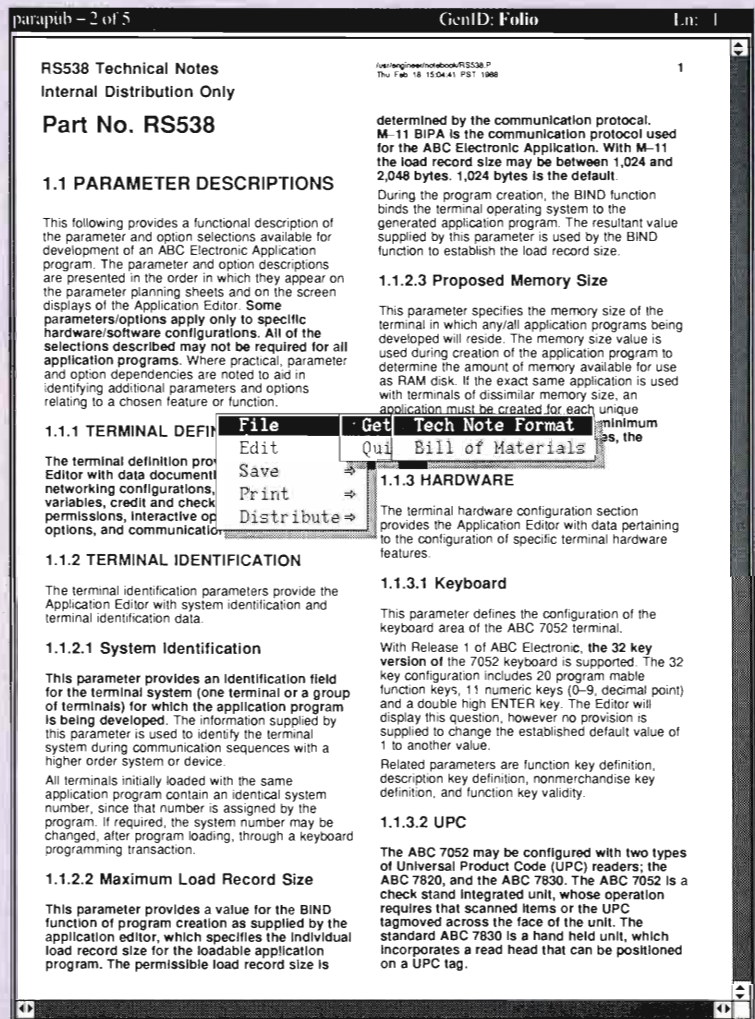 parapub – 2 of 5 GenID: Folio Ln: 1
RS538 Technical Notes
Internal Distribution Only
/usr/engineer/notebook/RS538.P
Thu Feb 18 15:04:41 PST 1988
1
Part No. RS538
1.1 PARAMETER DESCRIPTIONS
This following provides a functional description of
the parameter and option selections available for
development of an ABC Electronic Application
program. The parameter and option descriptions
are presented in the order in which they appear on
the parameter planning sheets and on the screen
displays of the Application Editor. Some
parameters/options apply only to specific
hardware/software configurations. All of the
selections described may not be required for all
application programs. Where practical, parameter
and option dependencies are noted to aid in
identifying additional parameters and options
relating to a chosen feature or function.
1.1.1 TERMINAL DEFI
The terminal definition pro
Editor with data documenti
networking configurations,
variables, credit and check
permissions, interactive op
options, and communicatio
1.1.2 TERMINAL IDENTIFICATION
The terminal identification parameters provide the
Application Editor with system identification and
terminal identification data.
1.1.2.1 System Identification
This parameter provides an identification field
for the terminal system (one terminal or a group
of terminals) for which the application program
is being developed. The information supplied by
this parameter is used to identify the terminal
system during communication sequences with a
higher order system or device.
All terminals initially loaded with the same
application program contain an identical system
number, since that number is assigned by the
program. If required, the system number may be
changed, after program loading, through a keyboard
programming transaction.
1.1.2.2 Maximum Load Record Size
This parameter provides a value for the BIND
function of program creation as supplied by the
application editor, which specifies the individual
load record size for the loadable application
program. The permissible load record size is
determined by the communication protocal.
M–11 BIPA is the communication protocol used
for the ABC Electronic Application. With M–11
the load record size may be between 1,024 and
2,048 bytes. 1,024 bytes is the default.
During the program creation, the BIND function
binds the terminal operating system to the
generated application program. The resultant value
supplied by this parameter is used by the BIND
function to establish the load record size.
1.1.2.3 Proposed Memory Size
This parameter specifies the memory size of the
terminal in which any/all application programs being
developed will reside. The memory size value is
used during creation of the application program to
determine the amount of memory available for use
as RAM disk. If the exact same application is used
with terminals of dissimilar memory size, an
application must be created for each unique
minimum
es, the
File
Edit
Save ⇒
Print ⇒
Distribute ⇒
Get
Qui
Tech Note Format
Bill of Materials
1.1.3 HARDWARE
The terminal hardware configuration section
provides the Application Editor with data pertaining
to the configuration of specific terminal hardware
features.
1.1.3.1 Keyboard
This parameter defines the configuration of the
keyboard area of the ABC 7052 terminal.
With Release 1 of ABC Electronic, the 32 key
version of the 7052 keyboard is supported. The 32
key configuration includes 20 program mable
function keys, 11 numeric keys (0–9, decimal point)
and a double high ENTER key. The Editor will
display this question, however no provision is
supplied to change the established default value of
1 to another value.
Related parameters are function key definition,
description key definition, nonmerchandise key
definition, and function key validity.
1.1.3.2 UPC
The ABC 7052 may be configured with two types
of Universal Product Code (UPC) readers; the
ABC 7820, and the ABC 7830. The ABC 7052 is a
check stand integrated unit, whose operation
requires that scanned items or the UPC
tagmoved across the face of the unit. The
standard ABC 7830 is a hand held unit, which
incorporates a read head that can be positioned
on a UPC tag.